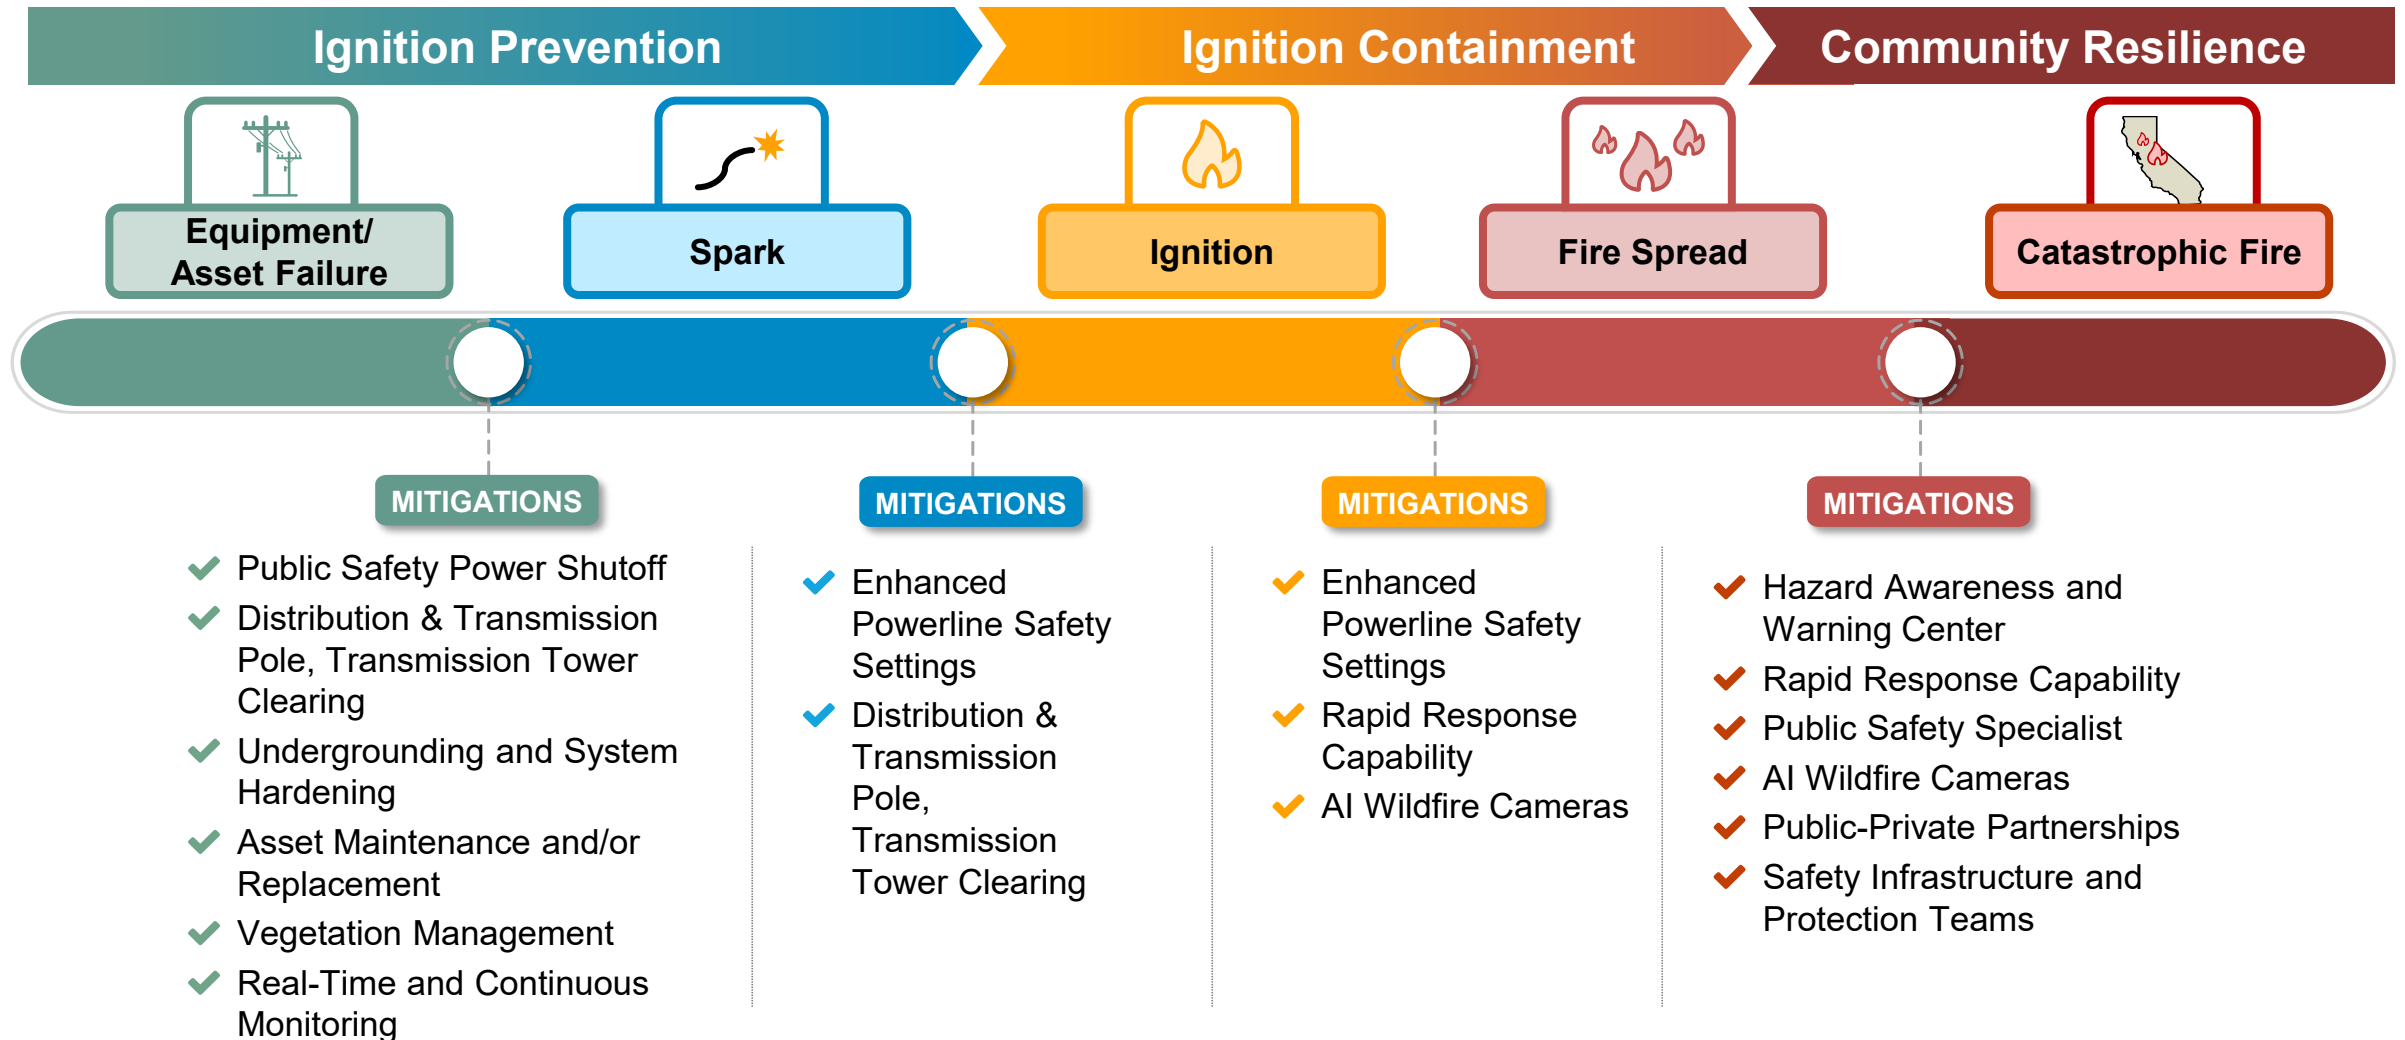 Ignition Prevention
Ignition Containment
Community Resilience
Equipment/
Asset Failure
Spark
Ignition
Fire Spread
Catastrophic Fire
MITIGATIONS
Public Safety Power Shutoff
Distribution & Transmission
Pole, Transmission Tower
Clearing
Undergrounding and System
Hardening
Asset Maintenance and/or
Replacement
Vegetation Management
Real-Time and Continuous
Monitoring
MITIGATIONS
Enhanced
Powerline Safety
Settings
Distribution &
Transmission
Pole,
Transmission
Tower Clearing
MITIGATIONS
Enhanced
Powerline Safety
Settings
Rapid Response
Capability
AI Wildfire Cameras
MITIGATIONS
Hazard Awareness and
Warning Center
Rapid Response Capability
Public Safety Specialist
AI Wildfire Cameras
Public-Private Partnerships
Safety Infrastructure and
Protection Teams